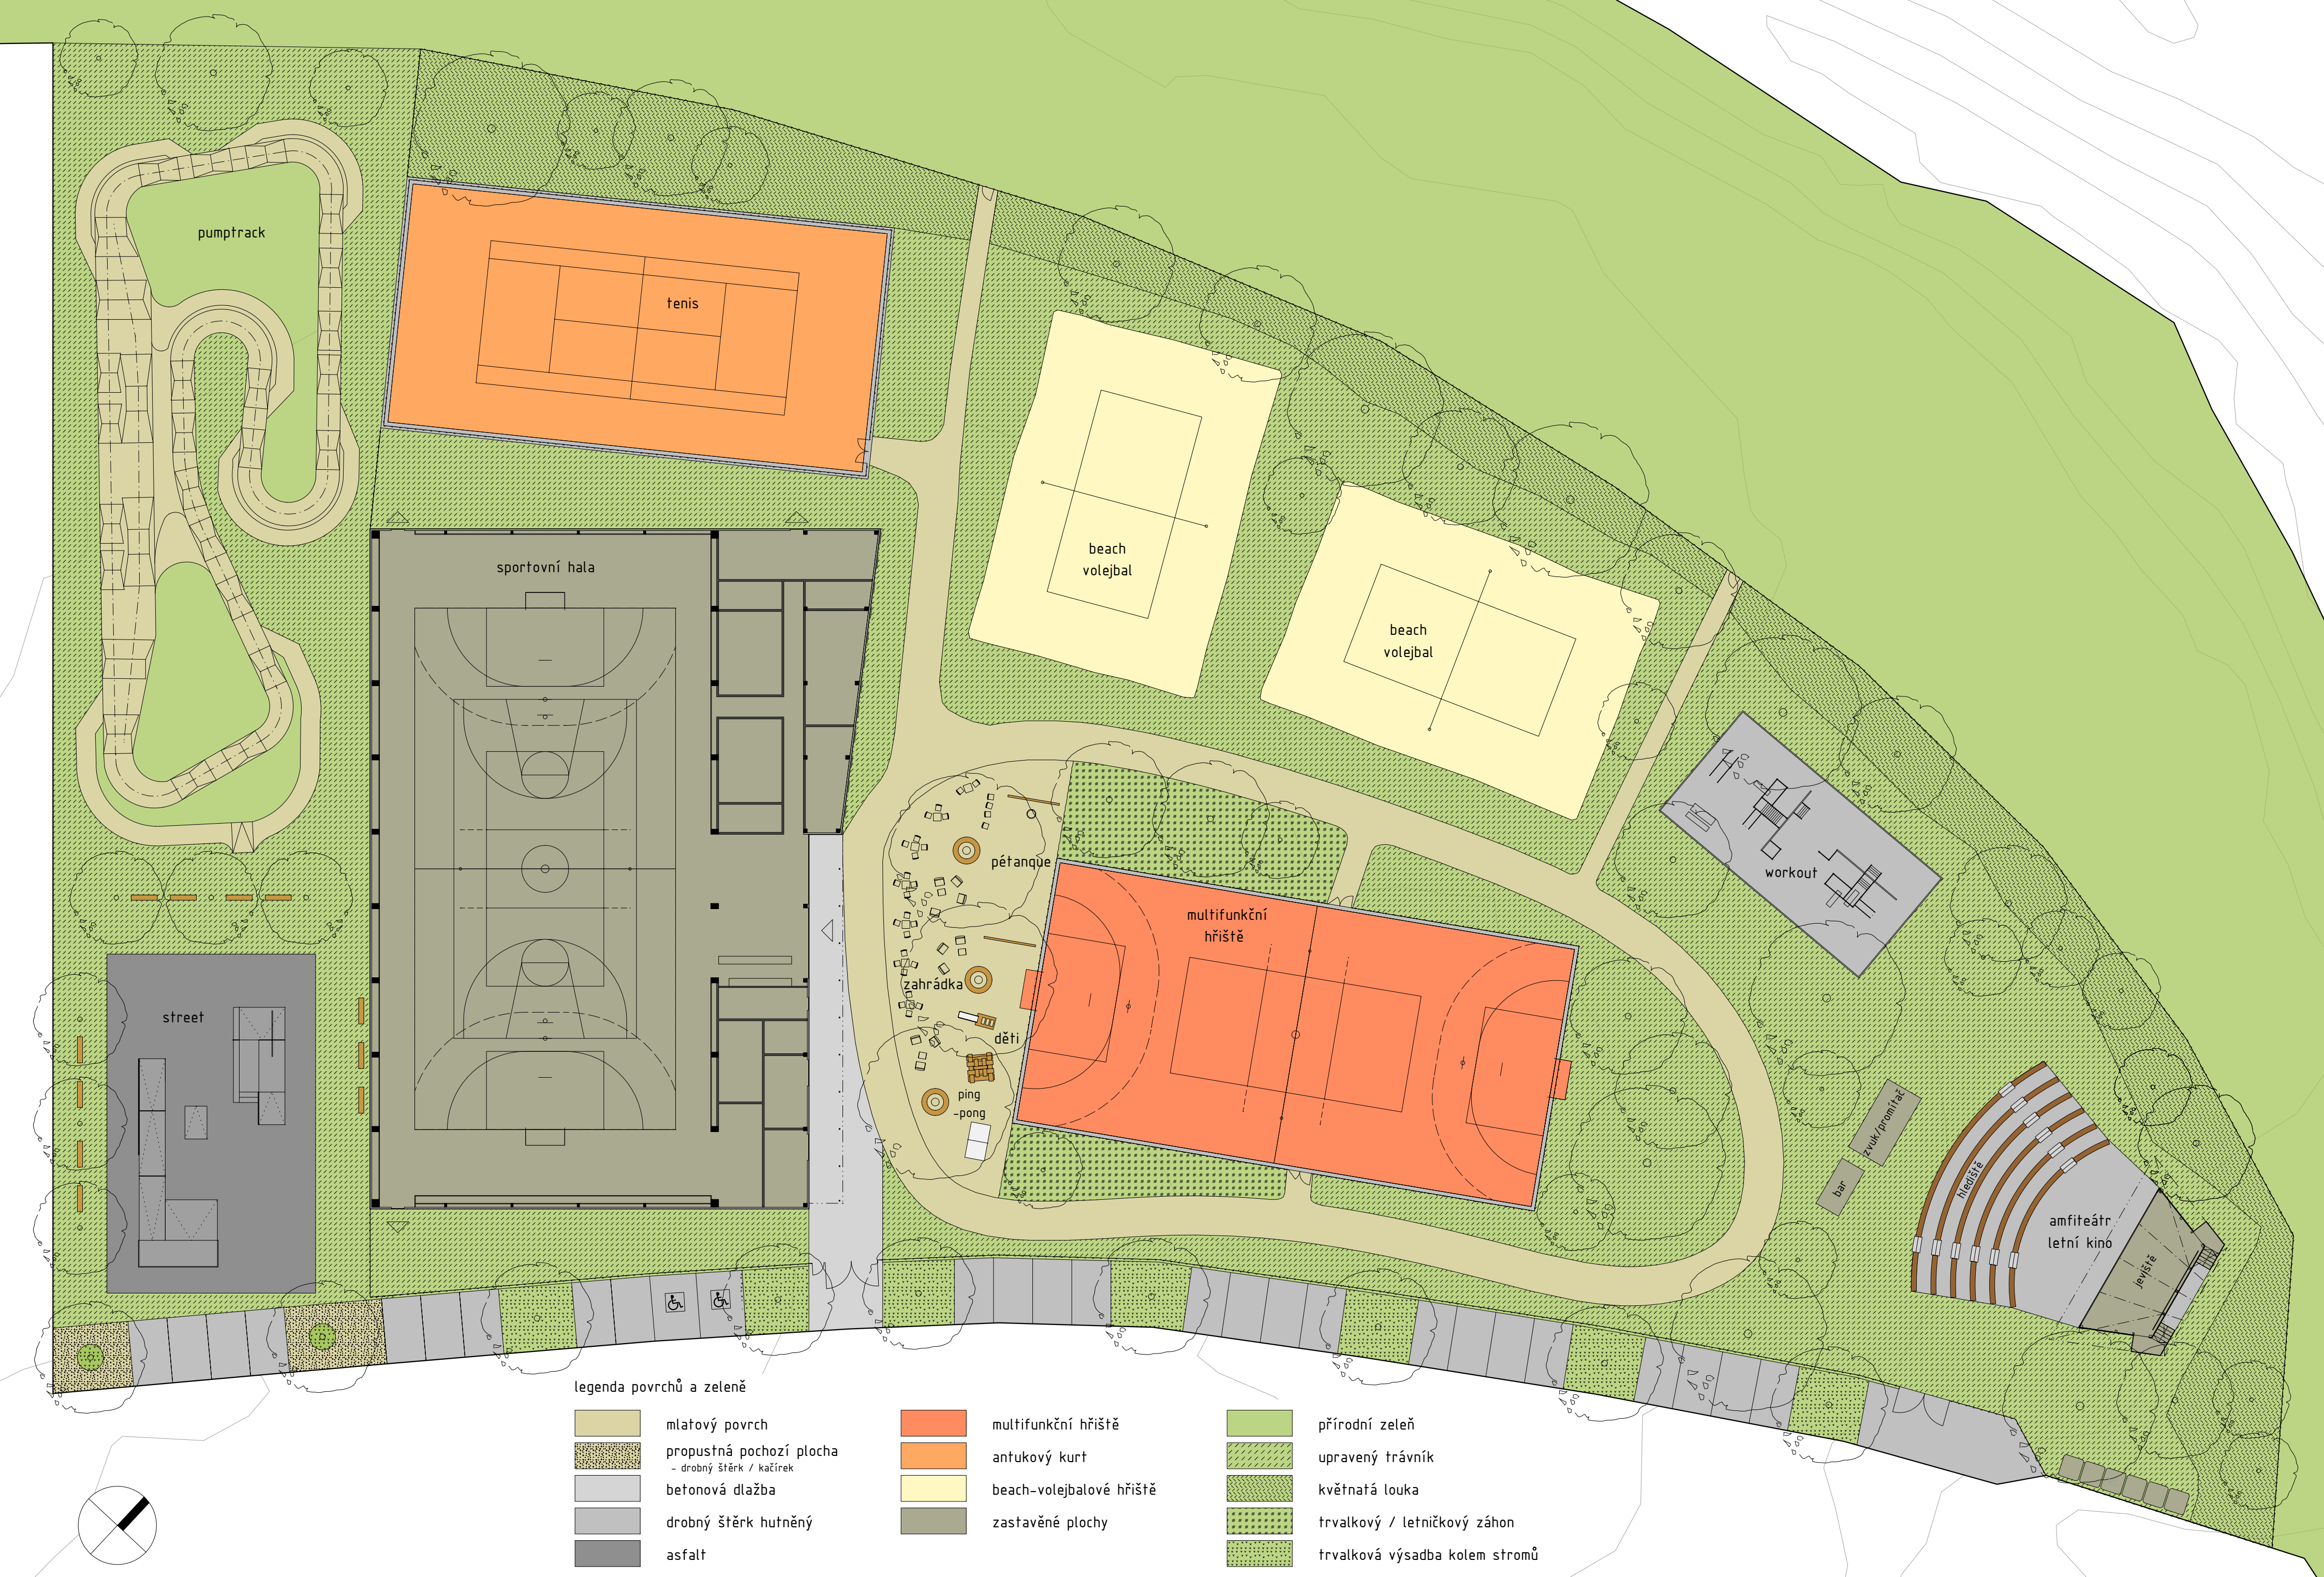 pumptrack
tenis
sportovní hala
beach
volejbal
beach
volejbal
workout
pétanque
multifunkční
hřiště
zahrádka
děti
ping
-pong
street
zvuk/promítač
bar
hlediště
amfiteátr
letní kino
jeviště
legenda povrchů a zeleně
mlatový povrch
propustná pochozí plocha
- drobný štěrk / kačírek
betonová dlažba
drobný štěrk hutněný
asfalt
multifunkční hřiště
antukový kurt
beach-volejbalové hřiště
zastavěné plochy
přírodní zeleň
upravený trávník
květnatá louka
trvalkový / letničkový záhon
trvalková výsadba kolem stromů